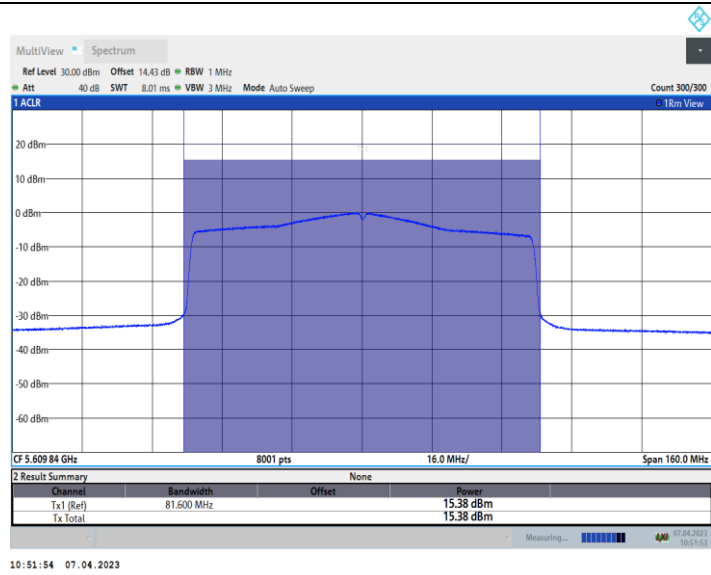 MultiView Spectrum
Ref Level 30.00 dBm Offset 14.43 dB RBW 1 MHz
Att 40 dB SWT 8.01 ms VBW 3 MHz Mode Auto Sweep Count 300/300
1 ACLR 1Rm View
20 dBm
10 dBm
0 dBm
-10 dBm
-20 dBm
-30 dBm
-40 dBm
-50 dBm
-60 dBm
CF 5.609 84 GHz 8001 pts 16.0 MHz/ Span 160.0 MHz
2 Result Summary None
Channel Bandwidth Offset Power
Tx1 (Ref) 81.600 MHz 15.38 dBm
Tx Total 15.38 dBm
Measuring... 07.04.2023
10:51:53
10:51:54 07.04.2023